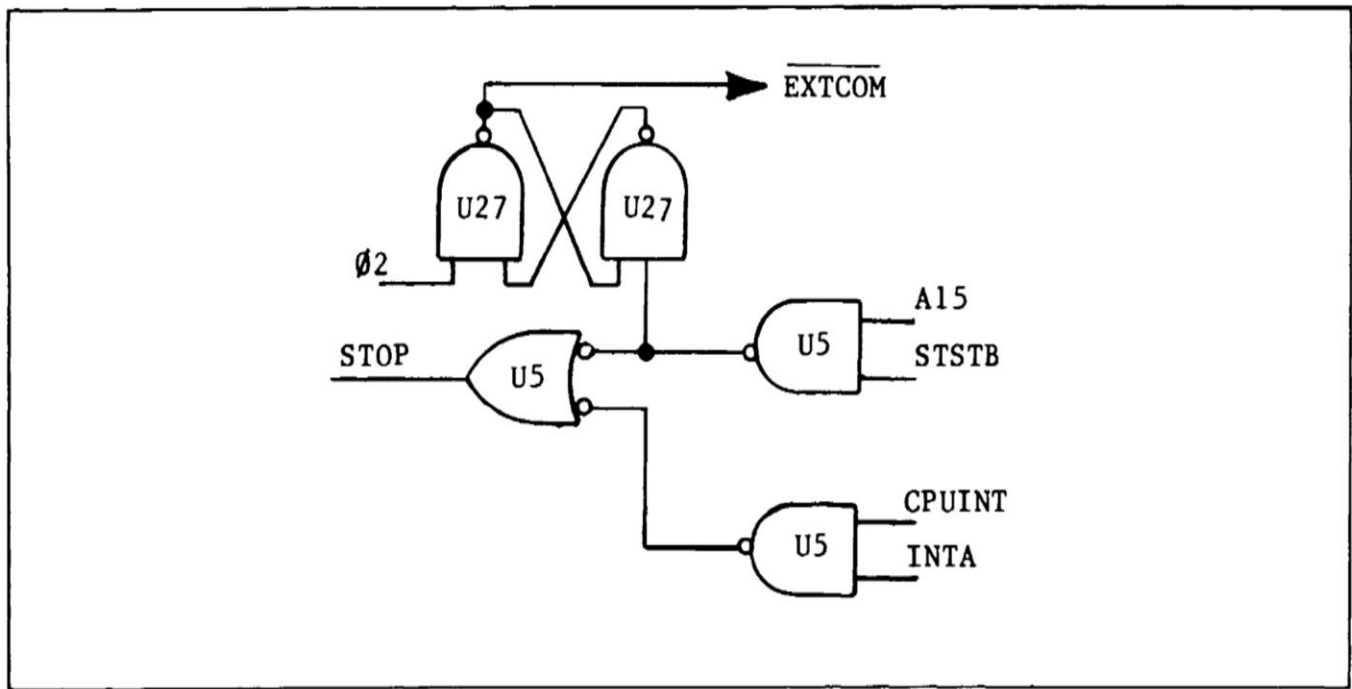 EXTCOM
U27 U27
Ø2
A15
U5
STSTB
STOP
U5
CPUINT
U5
INTA